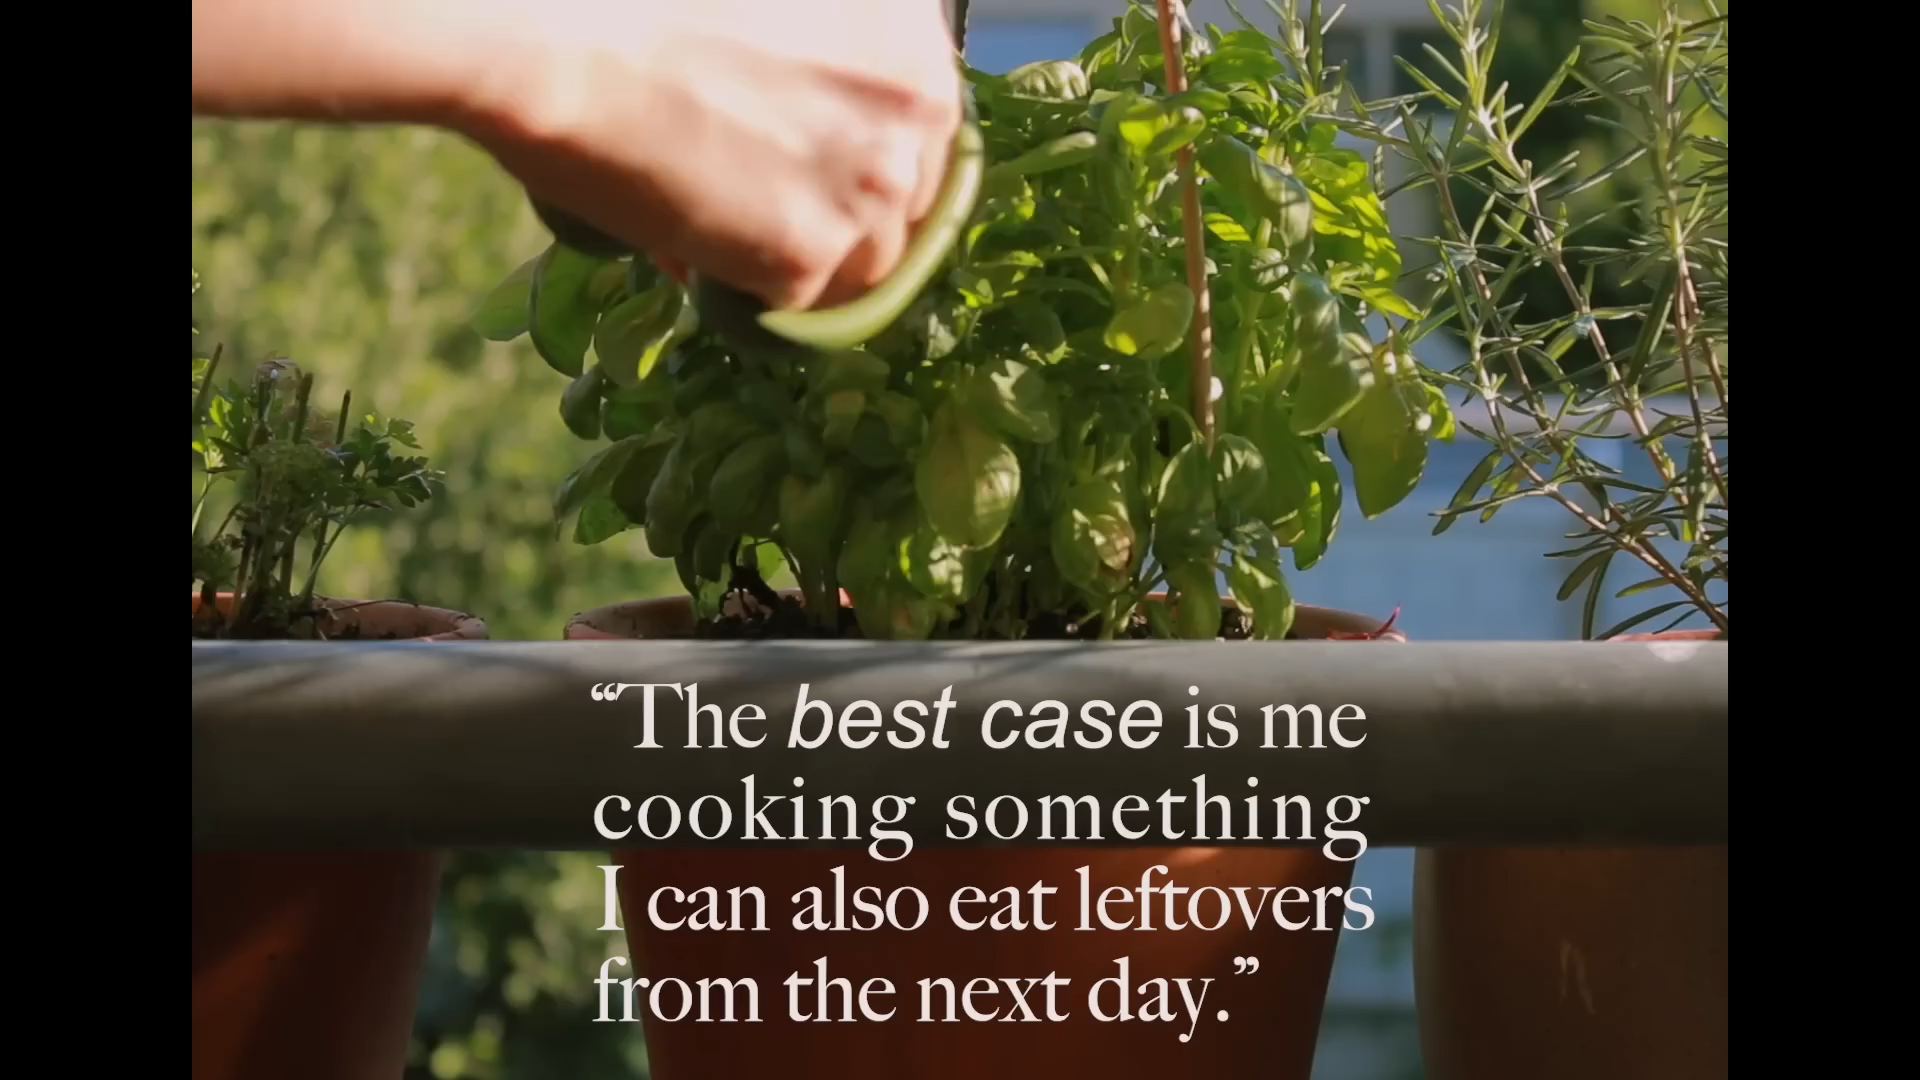 “The best case is me
cooking something
I can also eat leftovers
from the next day.”